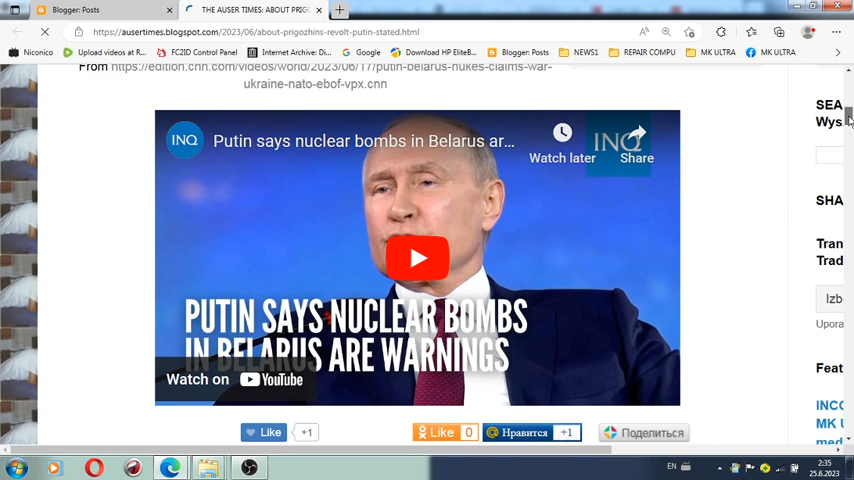 Blogger: Posts
THE AUSER TIMES: ABOUT PRIGO
https://ausertimes.blogspot.com/2023/06/about-prigozhins-revolt-putin-stated.html
Niconico
Upload videos at R...
FC2ID Control Panel
Internet Archive: Di...
Google
Download HP EliteB...
Blogger: Posts
NEWS1
REPAIR COMPU
MK ULTRA
MK ULTRA
From https://edition.cnn.com/videos/world/2023/06/17/putin-belarus-nukes-claims-war-
ukraine-nato-ebof-vpx.cnn
INQ
Putin says nuclear bombs in Belarus ar...
Watch later
Share
INQ
PUTIN SAYS NUCLEAR BOMBS
IN BELARUS ARE WARNINGS
Watch on YouTube
Like
+1
Like 0
Нравится +1
Поделиться
SEA
Wys
SHA
Tran
Trad
Izb
Upora
Feat
INCO
MK U
med
EN
2:35
25.6.2023